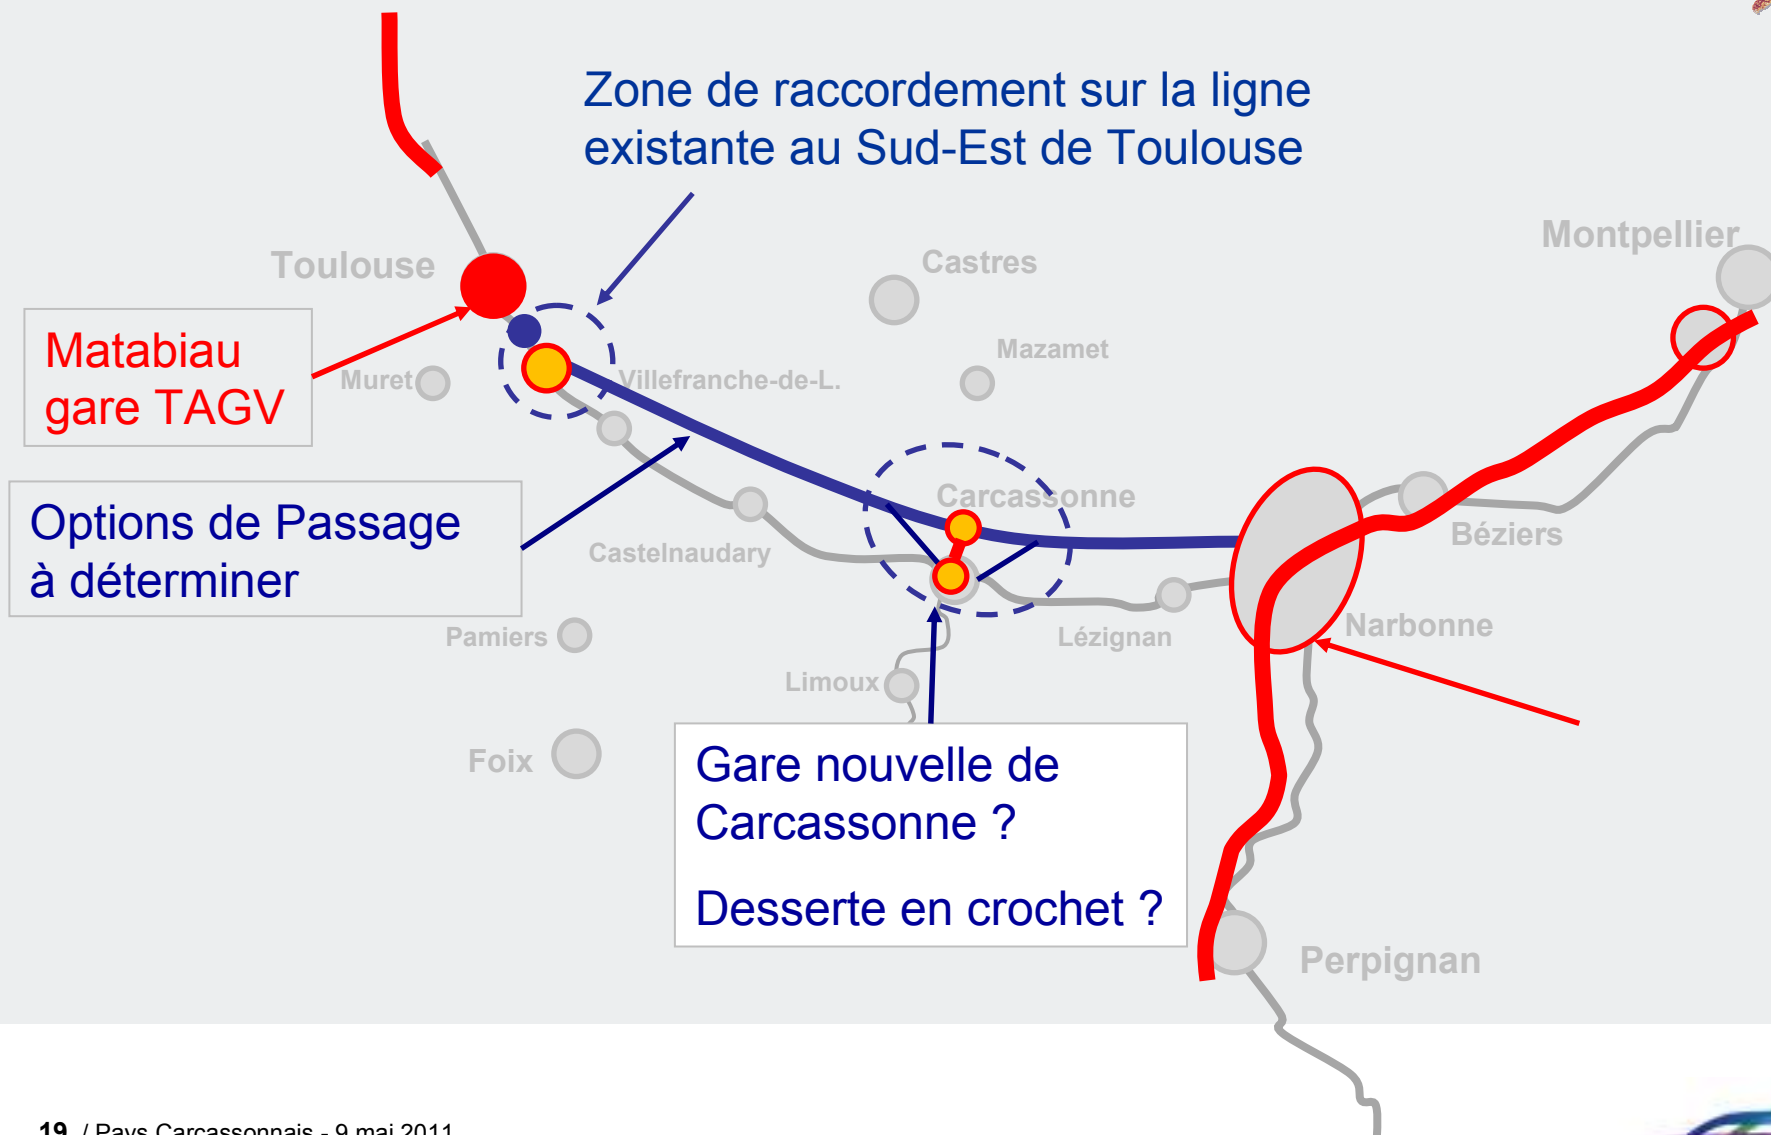 Zone de raccordement sur la ligne
existante au Sud-Est de Toulouse
Montpellier
Toulouse
Castres
Matabiau
gare TAGV
Mazamet
Muret
Villefranche-de-L.
Options de Passage
à déterminer
Carcassonne
Béziers
Castelnaudary
Pamiers
Lézignan
Narbonne
Limoux
Foix
Gare nouvelle de
Carcassonne ?
Desserte en crochet ?
Perpignan
19 / Pays Carcassonnais - 9 mai 2011